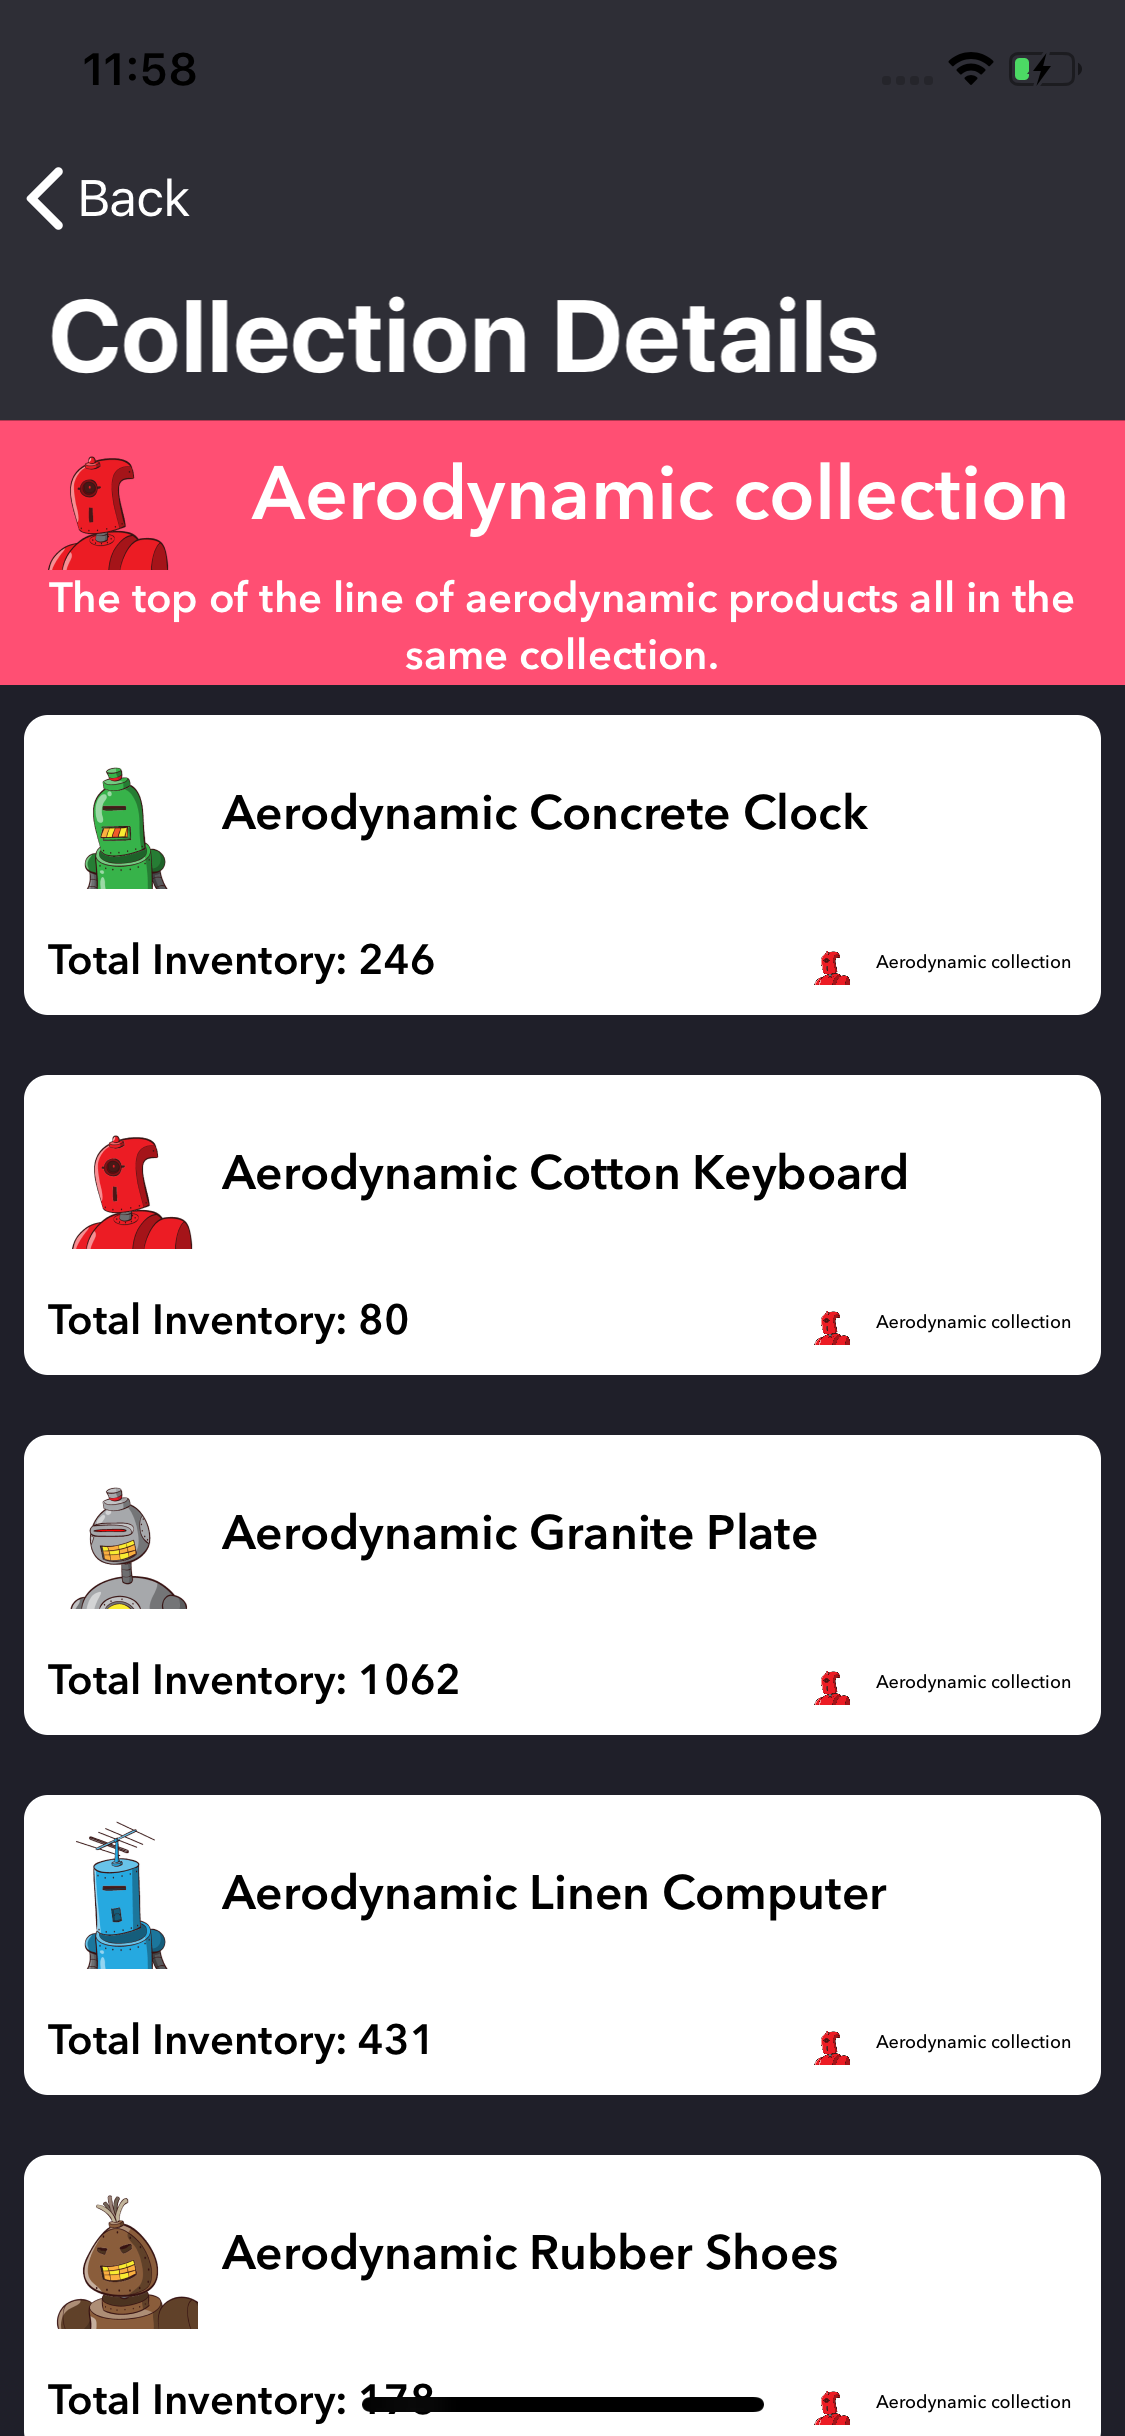 11:58
Back
Collection Details
Aerodynamic collection
The top of the line of aerodynamic products all in the
same collection.
Aerodynamic Concrete Clock
Total Inventory: 246
Aerodynamic collection
Aerodynamic Cotton Keyboard
Total Inventory: 80
Aerodynamic collection
Aerodynamic Granite Plate
Total Inventory: 1062
Aerodynamic collection
Aerodynamic Linen Computer
Total Inventory: 431
Aerodynamic collection
Aerodynamic Rubber Shoes
Total Inventory: 178
Aerodynamic collection